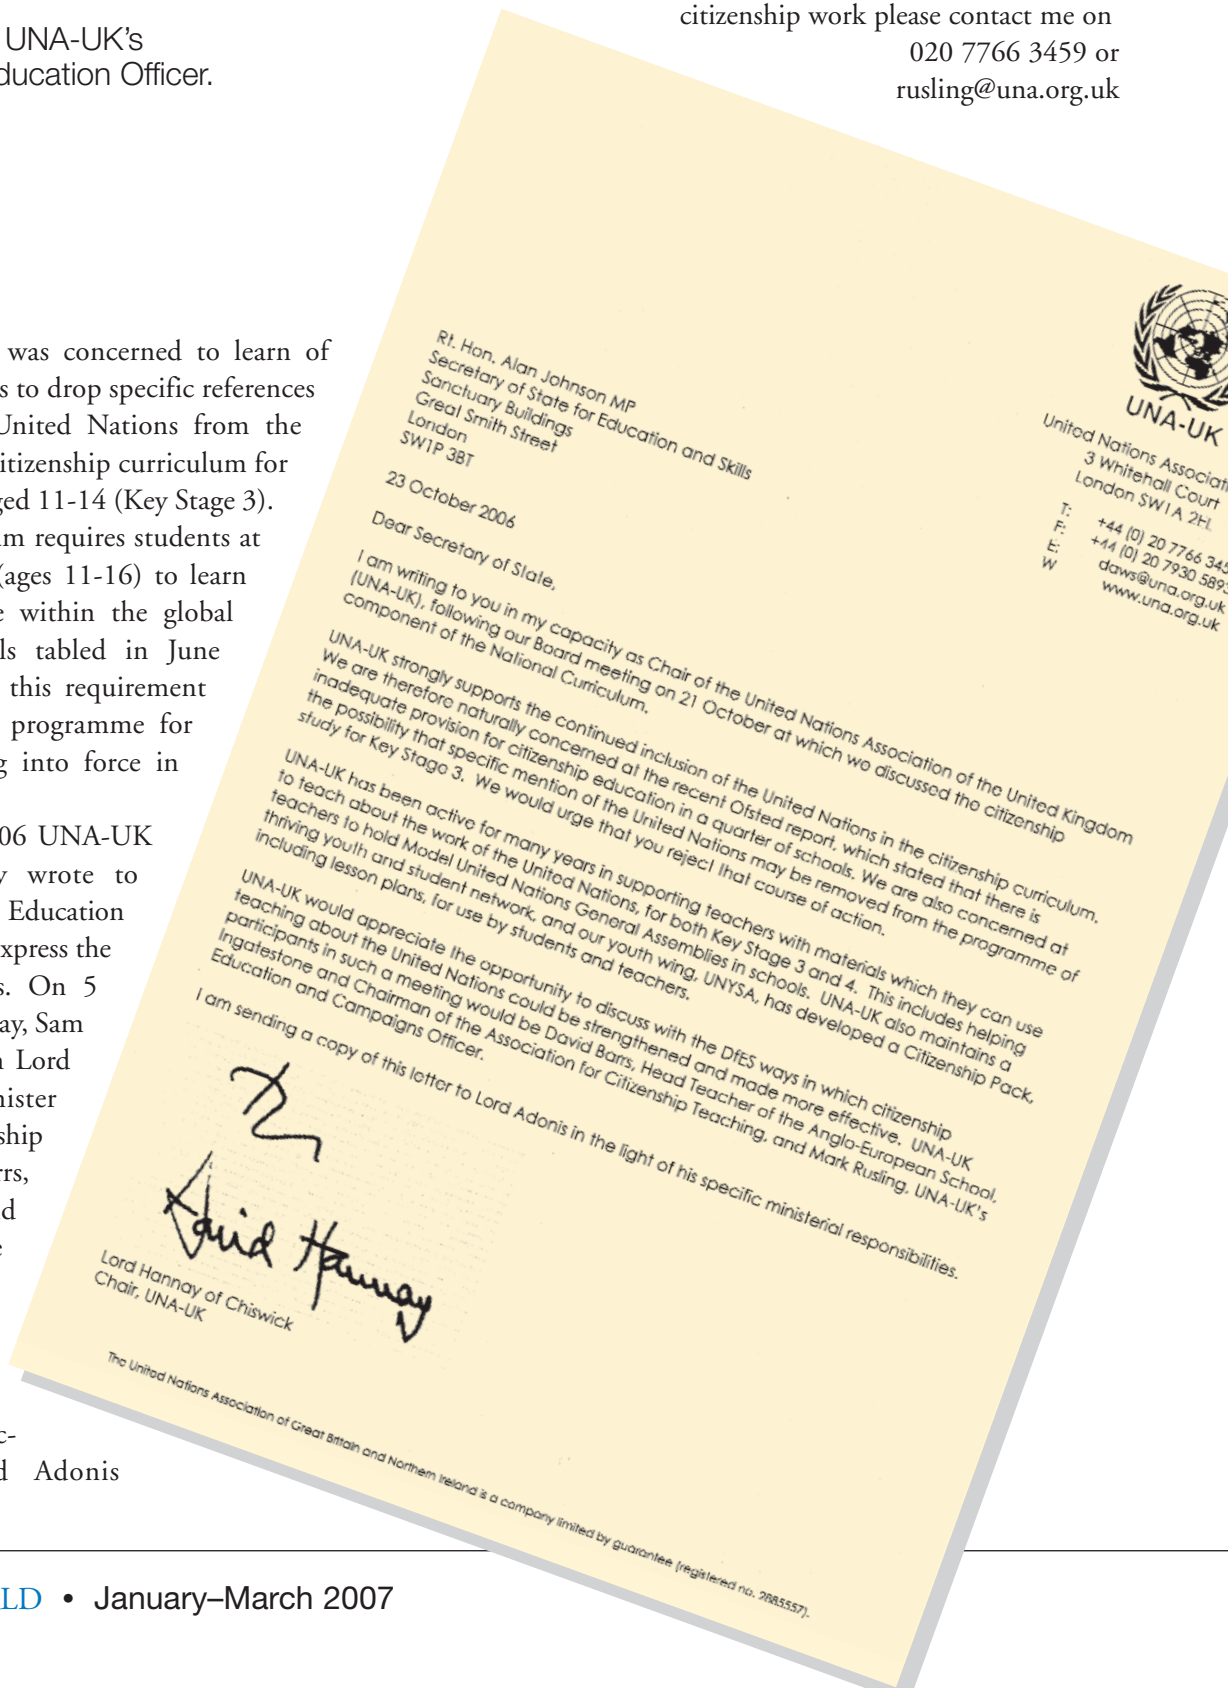 UNA-UK’s
ducation Officer.
citizenship work please contact me on
020 7766 3459 or
rusling@una.org.uk
was concerned to learn of
s to drop specific references
United Nations from the
itizenship curriculum for
ged 11-14 (Key Stage 3).
um requires students at
(ages 11-16) to learn
e within the global
ls tabled in June
this requirement
programme for
g into force in
06 UNA-UK
y wrote to
Education
xpress the
s. On 5
ay, Sam
n Lord
nister
ship
rrs,
nd
e
c-
d Adonis
UNA-UK
United Nations Associati
3 Whitehall Court
London SW1A 2HL
T: +44 (0) 20 7766 345
F: +44 (0) 20 7930 5893
E: daws@una.org.uk
W www.una.org.uk
Rt. Hon. Alan Johnson MP
Secretary of State for Education and Skills
Sanctuary Buildings
Great Smith Street
London
SW1P 3BT
23 October 2006
Dear Secretary of State,
I am writing to you in my capacity as Chair of the United Nations Association of the United Kingdom
(UNA-UK), following our Board meeting on 21 October at which we discussed the citizenship
component of the National Curriculum.
UNA-UK strongly supports the continued inclusion of the United Nations in the citizenship curriculum.
We are therefore naturally concerned at the recent Ofsted report, which stated that there is
inadequate provision for citizenship education in a quarter of schools. We are also concerned at
the possibility that specific mention of the United Nations may be removed from the programme of
study for Key Stage 3. We would urge that you reject that course of action.
UNA-UK has been active for many years in supporting teachers with materials which they can use
to teach about the work of the United Nations, for both Key Stage 3 and 4. This includes helping
teachers to hold Model United Nations General Assemblies in schools. UNA-UK also maintains a
thriving youth and student network, and our youth wing, UNYSA, has developed a Citizenship Pack,
including lesson plans, for use by students and teachers.
UNA-UK would appreciate the opportunity to discuss with the DfES ways in which citizenship
teaching about the United Nations could be strengthened and made more effective. UNA-UK
participants in such a meeting would be David Barrs, Head Teacher of the Anglo-European School,
Ingatestone and Chairman of the Association for Citizenship Teaching, and Mark Rusling, UNA-UK's
Education and Campaigns Officer.
I am sending a copy of this letter to Lord Adonis in the light of his specific ministerial responsibilities.
David Hannay
Lord Hannay of Chiswick
Chair, UNA-UK
The United Nations Association of Great Britain and Northern Ireland is a company limited by guarantee (registered no. 2885557).
LD • January–March 2007